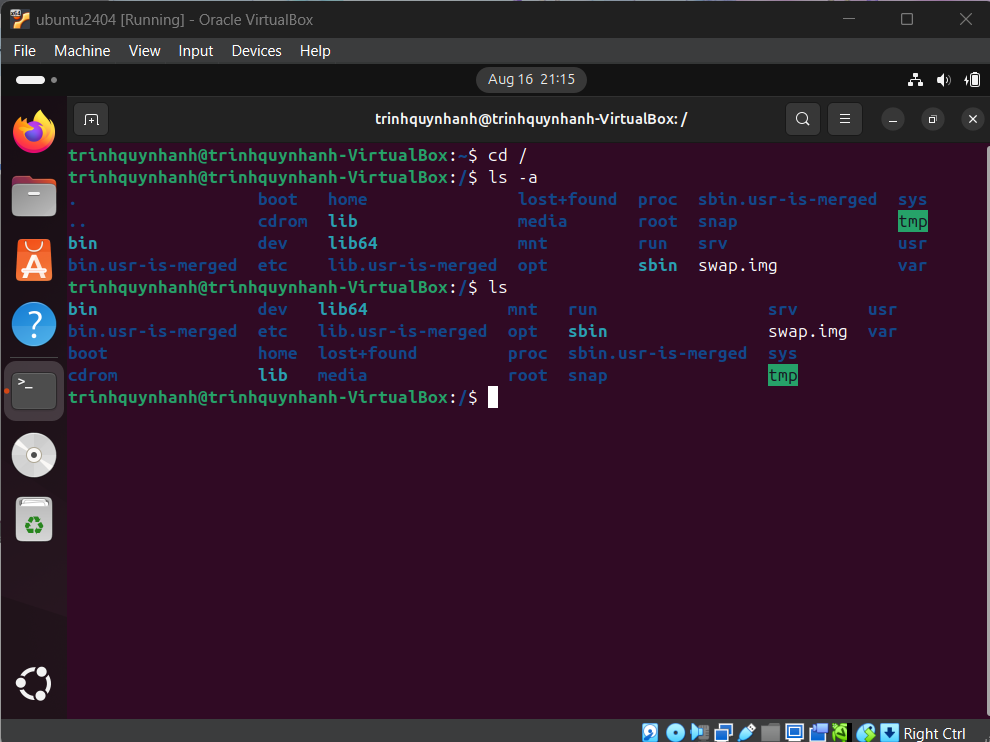 ubuntu2404 [Running] - Oracle VirtualBox
File Machine View Input Devices Help
Aug 16 21:15
trinhquynhanh@trinhquynhanh-VirtualBox: /
trinhquynhanh@trinhquynhanh-VirtualBox:~$ cd /
trinhquynhanh@trinhquynhanh-VirtualBox:/$ ls -a
. boot home lost+found proc sbin.usr-is-merged sys
.. cdrom lib media root snap tmp
bin dev lib64 mnt run srv usr
bin.usr-is-merged etc lib.usr-is-merged opt sbin swap.img var
trinhquynhanh@trinhquynhanh-VirtualBox:/$ ls
bin dev lib64 mnt run srv usr
bin.usr-is-merged etc lib.usr-is-merged opt sbin swap.img var
boot home lost+found proc sbin.usr-is-merged sys
cdrom lib media root snap tmp
trinhquynhanh@trinhquynhanh-VirtualBox:/$
Right Ctrl